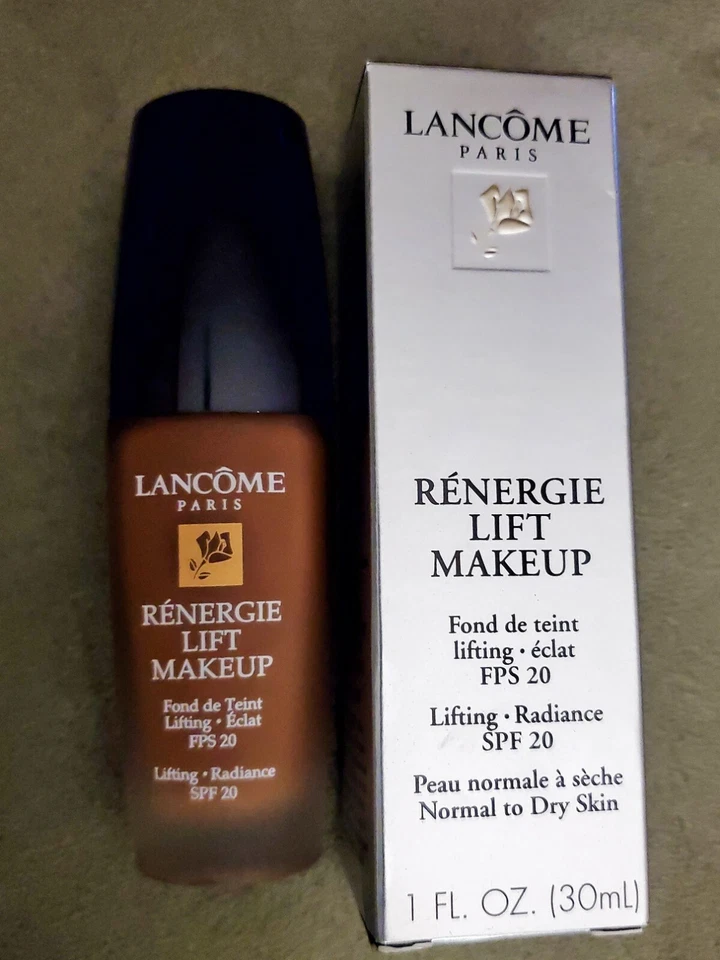 LANCÔME
PARIS
RÉNERGIE
LIFT
MAKEUP
Fond de Teint
Lifting • Éclat
FPS 20
Lifting • Radiance
SPF 20
LANCÔME
PARIS
RÉNERGIE
LIFT
MAKEUP
Fond de teint
lifting • éclat
FPS 20
Lifting • Radiance
SPF 20
Peau normale à sèche
Normal to Dry Skin
1 FL. OZ. (30mL)